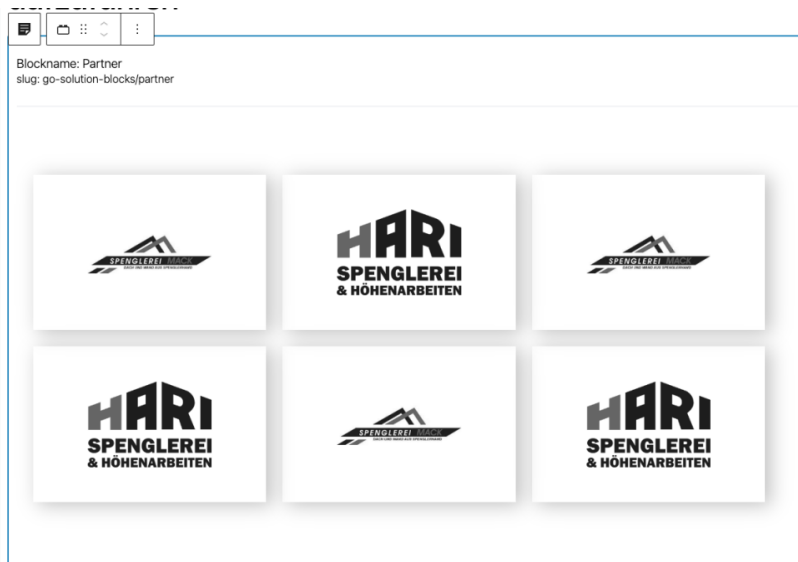 Blockname: Partner
slug: go-solution-blocks/partner
SPENGLEREI MACK
HARI
SPENGLEREI
& HÖHENARBEITEN
SPENGLEREI MACK
HARI
SPENGLEREI
& HÖHENARBEITEN
SPENGLEREI MACK
HARI
SPENGLEREI
& HÖHENARBEITEN